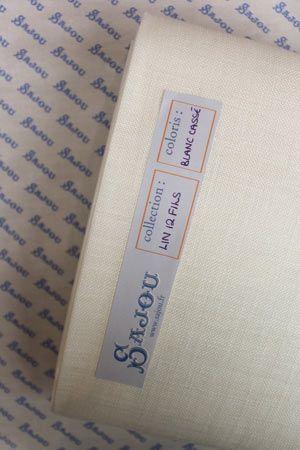 SAJOU
www.sajou.fr
collection :
LIN 12 FILS
coloris :
BLANC CASSÉ